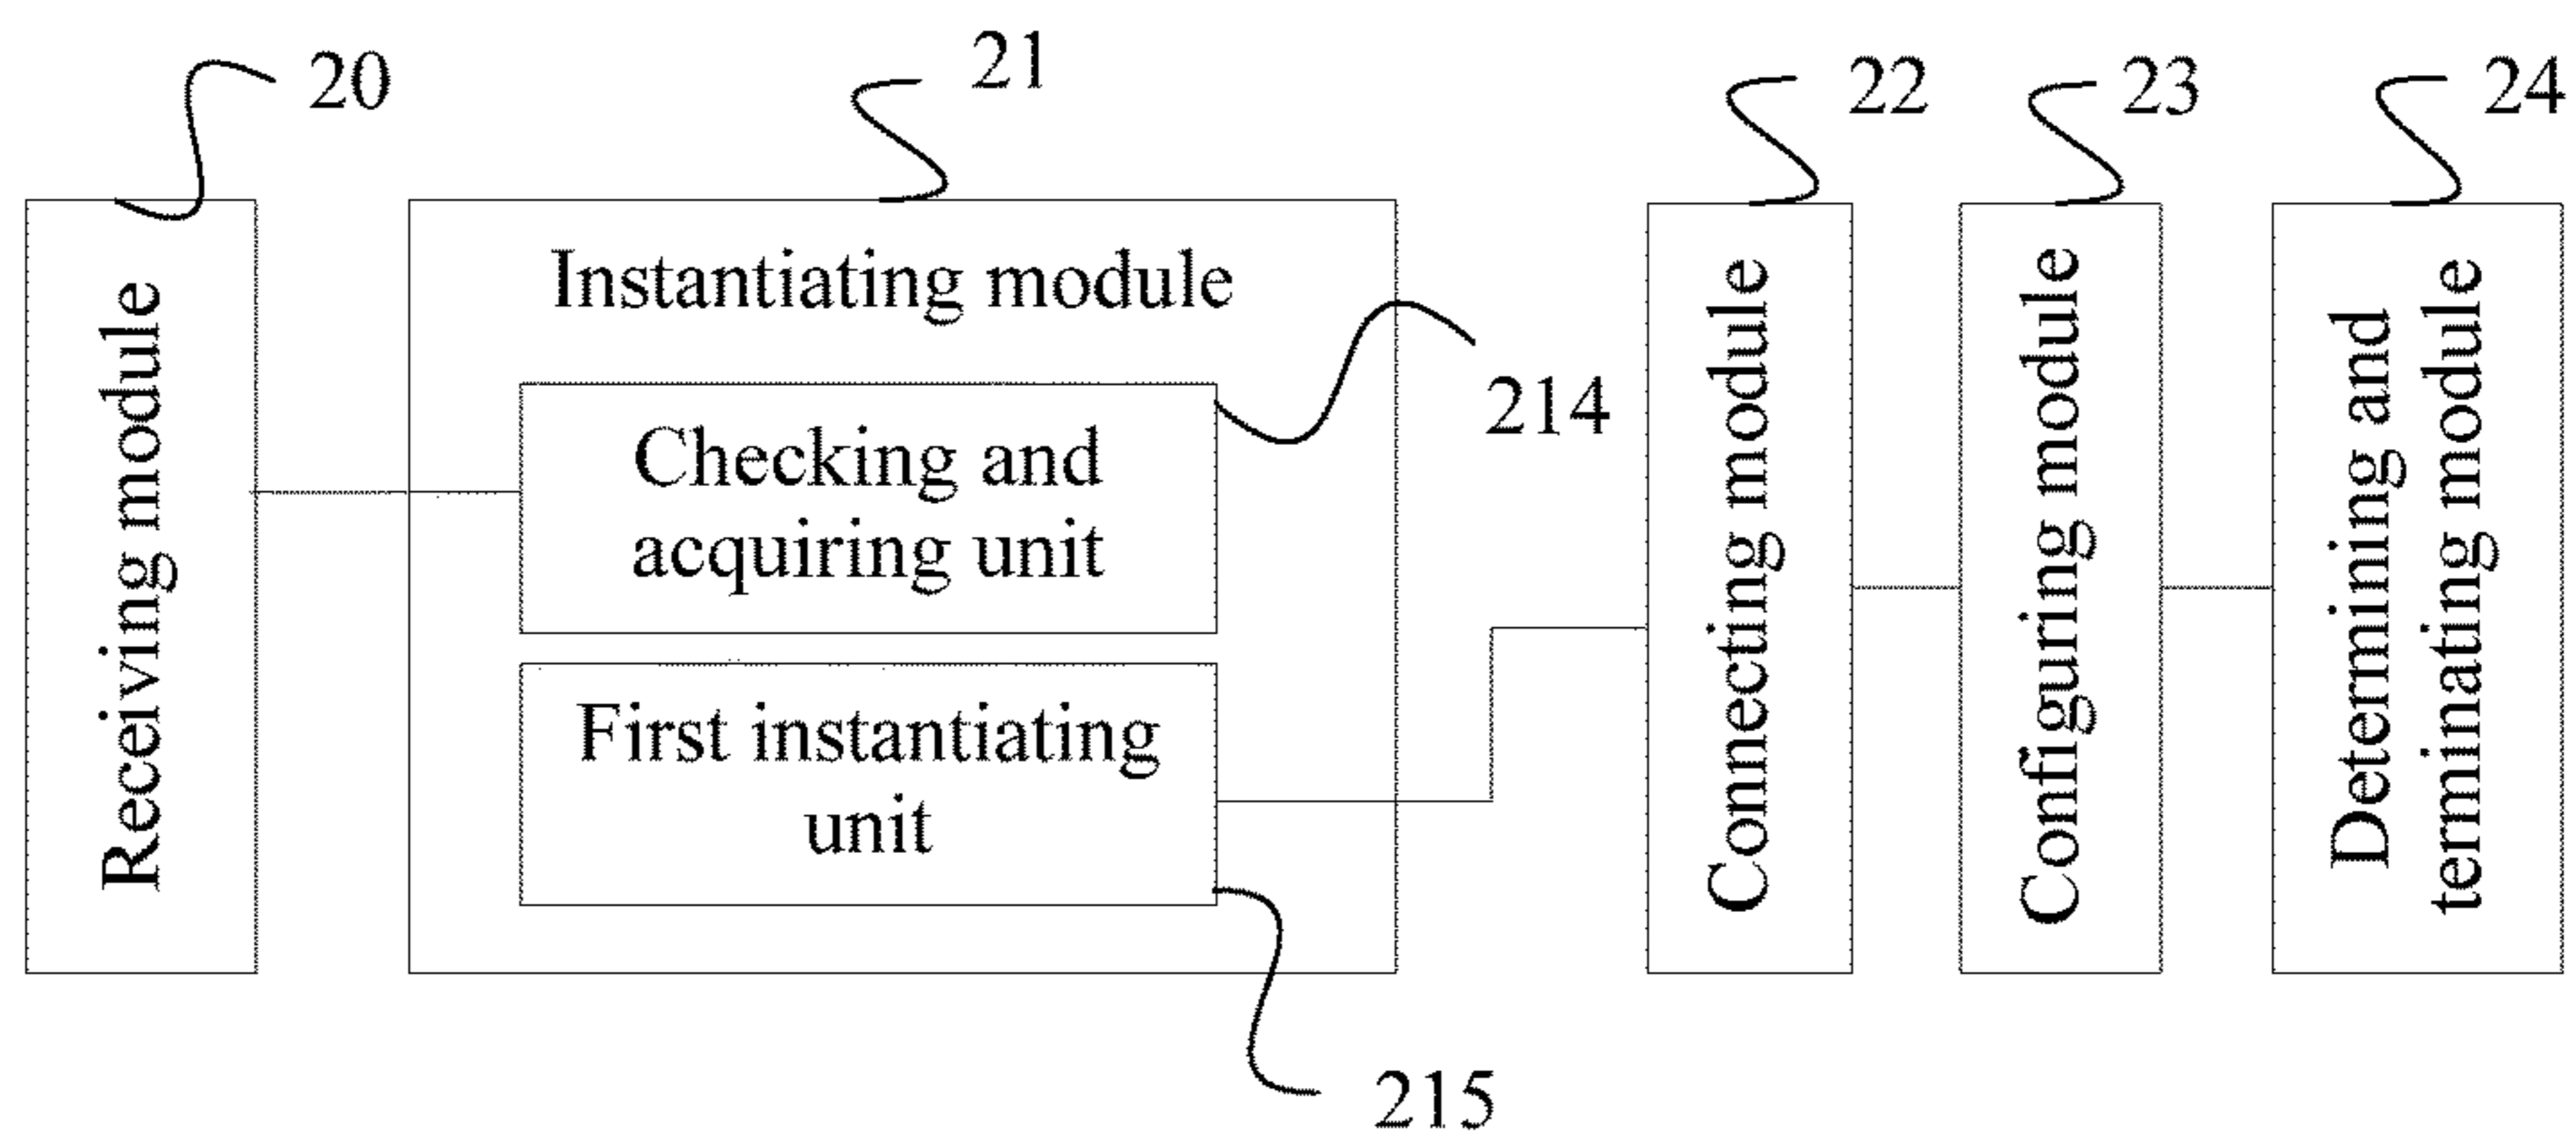 20
21
22
23
24
Receiving module
Instantiating module
214
Checking and
acquiring unit
First instantiating
unit
215
Connecting module
Configuring module
Determining and
terminating module